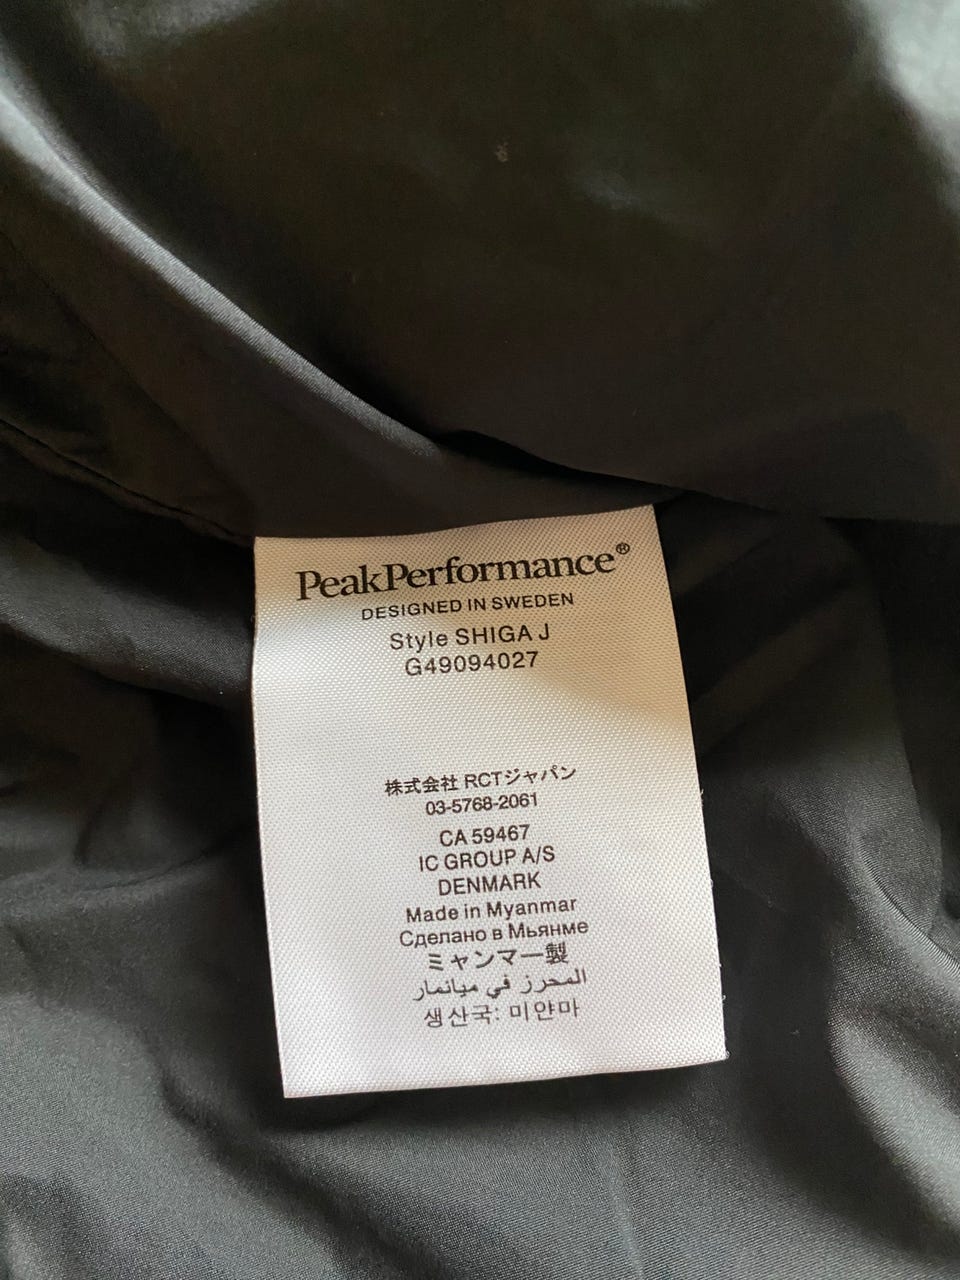 PeakPerformance®
DESIGNED IN SWEDEN
Style SHIGA J
G49094027
株式会社 RCTジャパン
03-5768-2061
CA 59467
IC GROUP A/S
DENMARK
Made in Myanmar
Сделано в Мьянме
ミャンマー製
المحرز في ميانمار
생산국: 미얀마